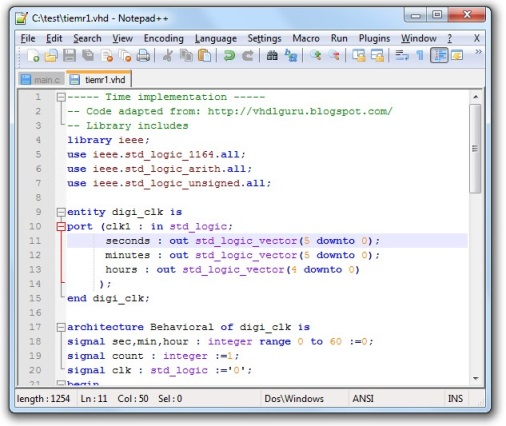 C:\test\tiemr1.vhd - Notepad++
File Edit Search View Encoding Language Settings Macro Run Plugins Window ? X
main.c tiemr1.vhd
1 ----- Time implementation -----
2 -- Code adapted from: http://vhdlguru.blogspot.com/
3 -- Library includes
4 library ieee;
5 use ieee.std_logic_1164.all;
6 use ieee.std_logic_arith.all;
7 use ieee.std_logic_unsigned.all;
8
9 entity digi_clk is
10 port (clk1 : in std_logic;
11 seconds : out std_logic_vector(5 downto 0);
12 minutes : out std_logic_vector(5 downto 0);
13 hours : out std_logic_vector(4 downto 0)
14 );
15 end digi_clk;
16
17 architecture Behavioral of digi_clk is
18 signal sec,min,hour : integer range 0 to 60 :=0;
19 signal count : integer :=1;
20 signal clk : std_logic :='0';
21 begin
length : 1254 Ln : 11 Col : 50 Sel : 0 Dos\Windows ANSI INS